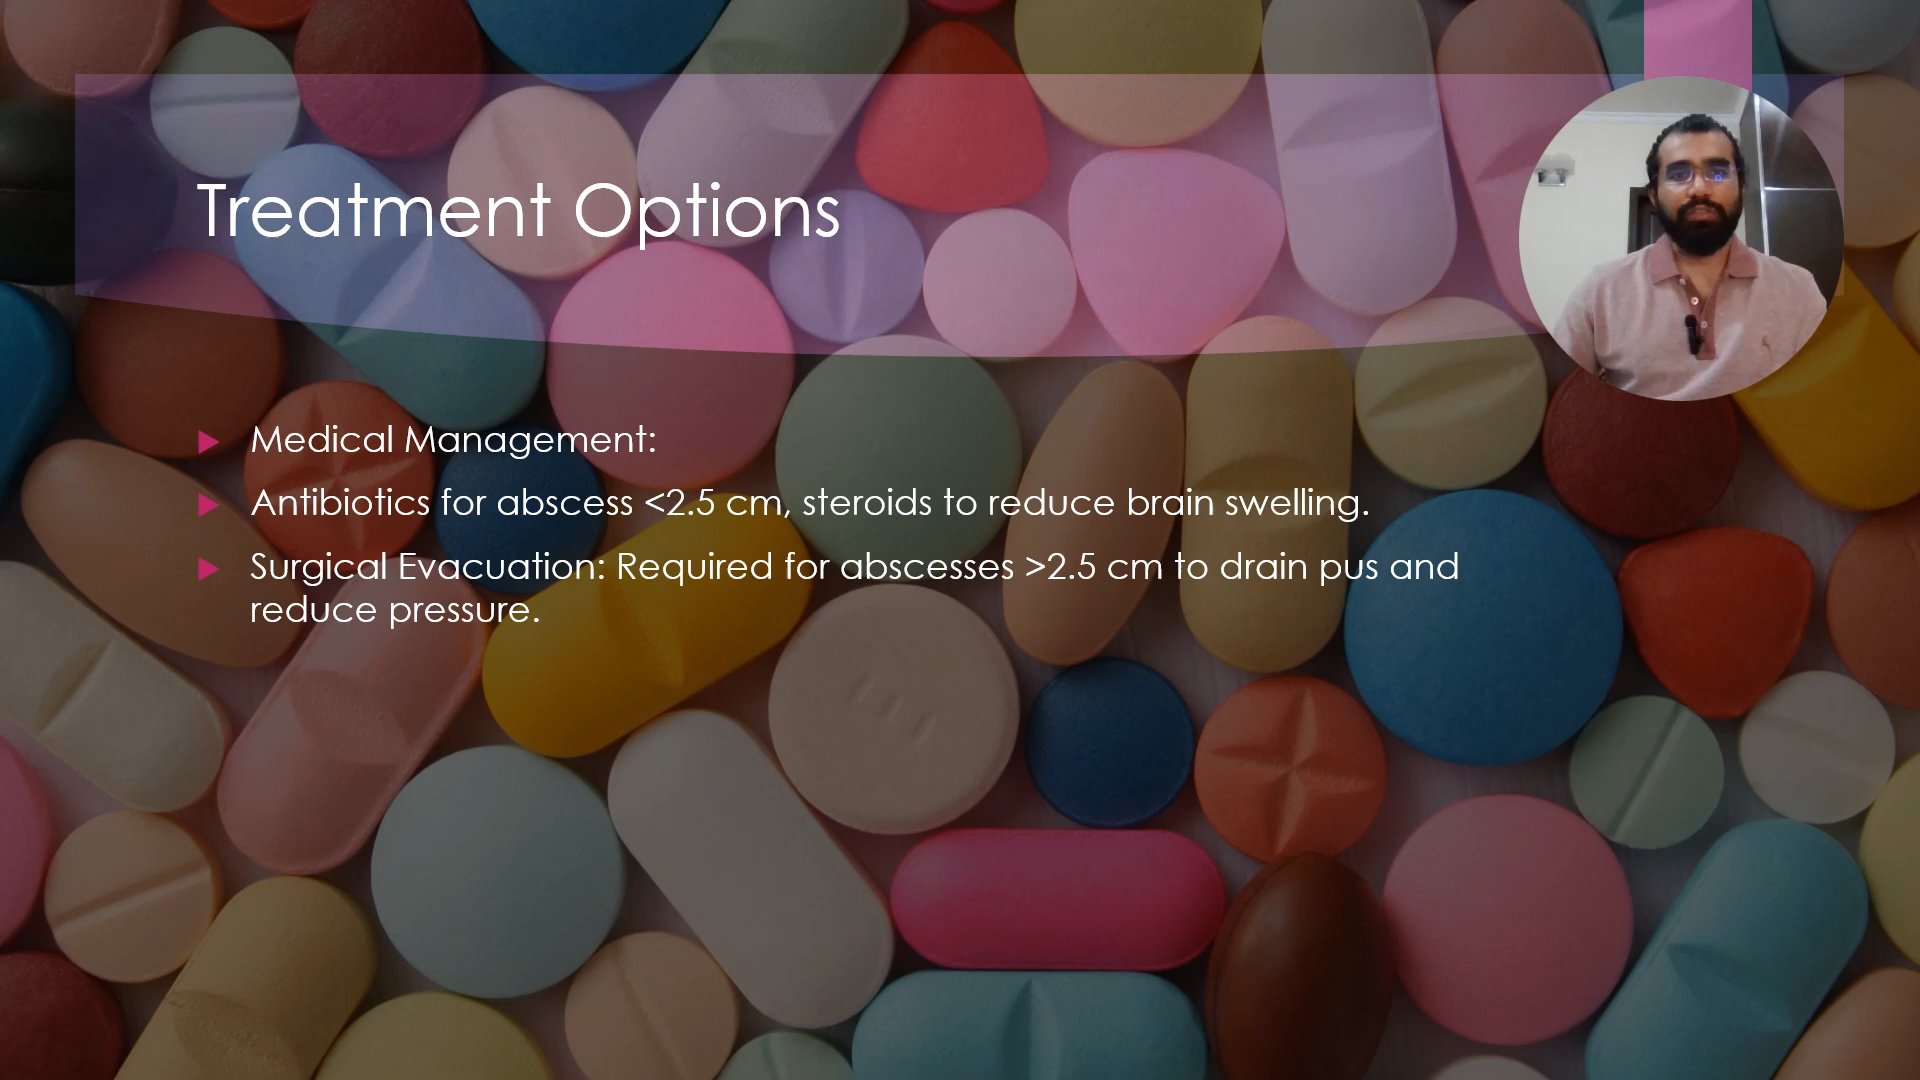 Treatment Options
Medical Management:
Antibiotics for abscess <2.5 cm, steroids to reduce brain swelling.
Surgical Evacuation: Required for abscesses >2.5 cm to drain pus and
reduce pressure.